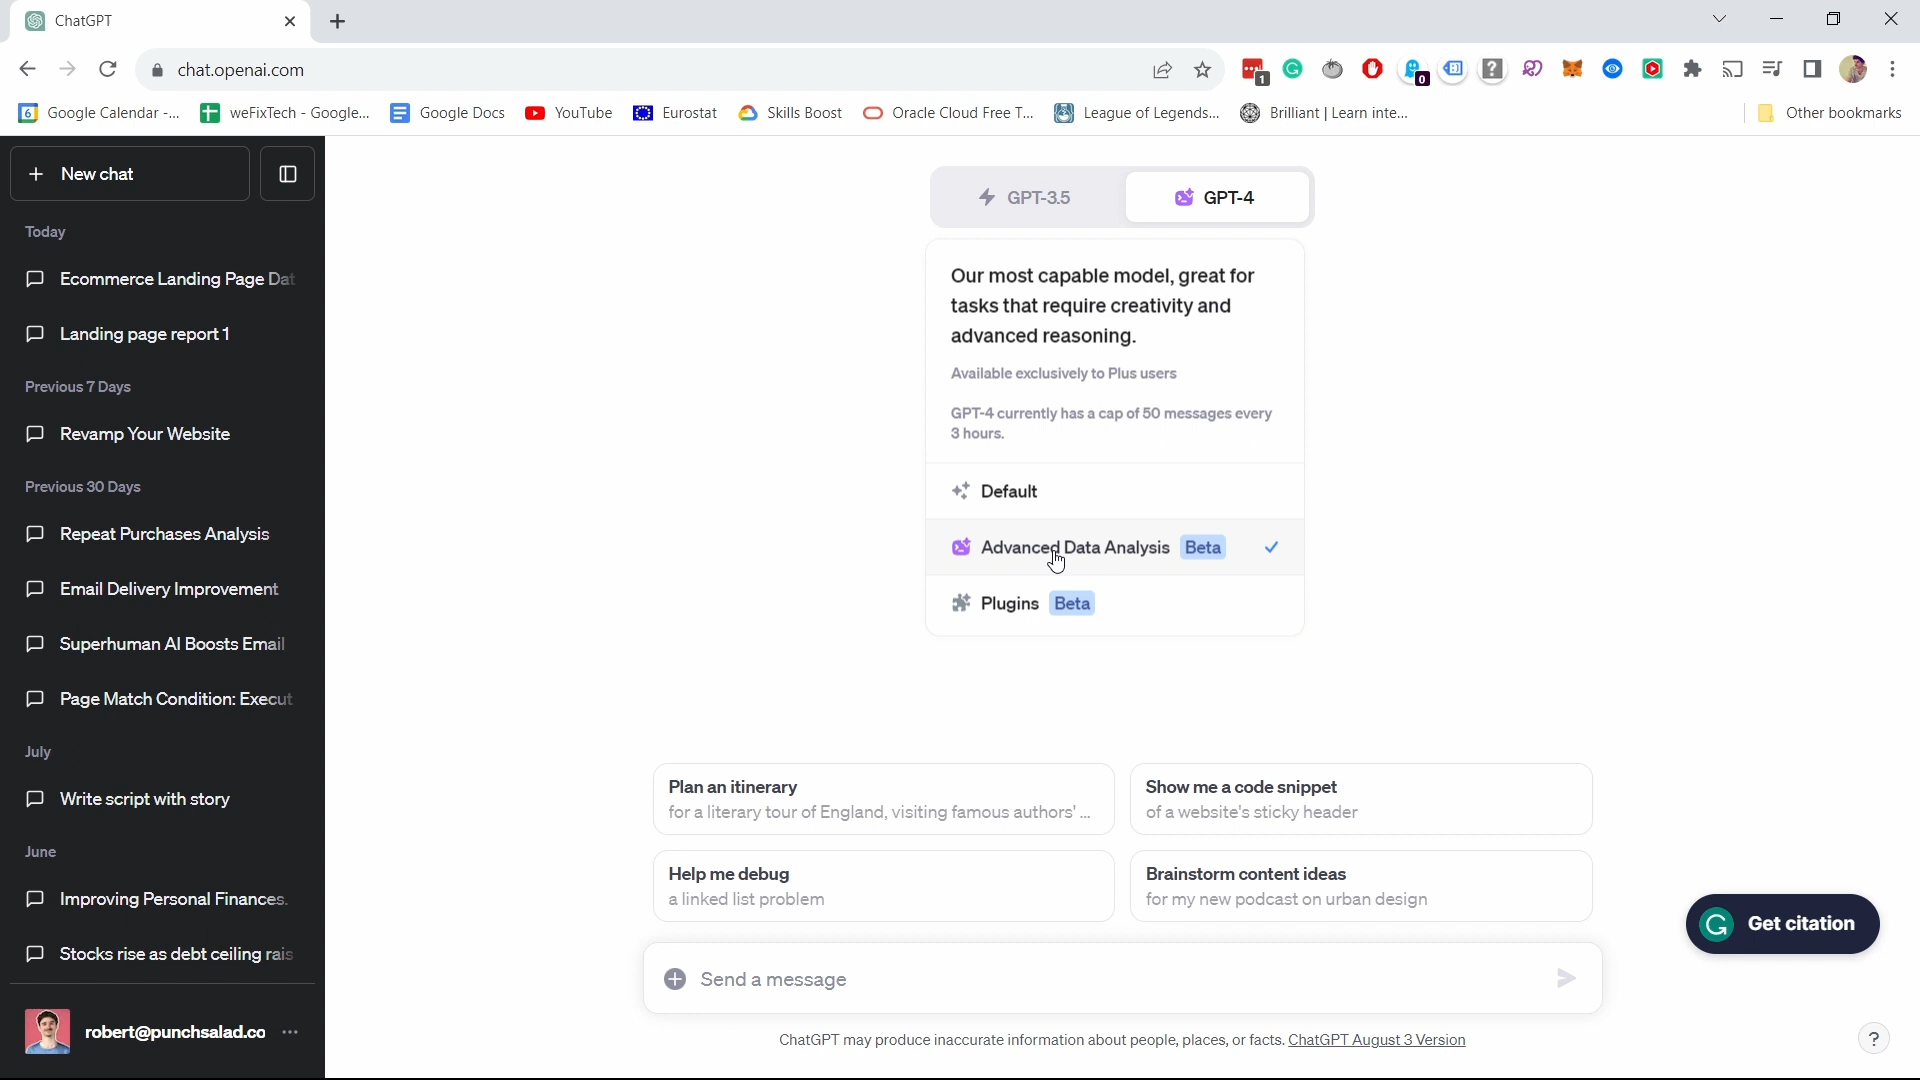 ChatGPT
chat.openai.com
1
0
6
Google Calendar -...
weFixTech - Google...
Google Docs
YouTube
Eurostat
Skills Boost
Oracle Cloud Free T...
League of Legends...
Brilliant | Learn inte...
Other bookmarks
New chat
Today
Ecommerce Landing Page Dat
Landing page report 1
Previous 7 Days
Revamp Your Website
Previous 30 Days
Repeat Purchases Analysis
Email Delivery Improvement
Superhuman AI Boosts Email
Page Match Condition: Execut
July
Write script with story
June
Improving Personal Finances.
Stocks rise as debt ceiling rais
robert@punchsalad.co
GPT-3.5
GPT-4
Our most capable model, great for
tasks that require creativity and
advanced reasoning.
Available exclusively to Plus users
GPT-4 currently has a cap of 50 messages every
3 hours.
Default
Advanced Data Analysis Beta
Plugins Beta
Plan an itinerary
for a literary tour of England, visiting famous authors' ...
Show me a code snippet
of a website's sticky header
Help me debug
a linked list problem
Brainstorm content ideas
for my new podcast on urban design
Get citation
Send a message
ChatGPT may produce inaccurate information about people, places, or facts. ChatGPT August 3 Version
?